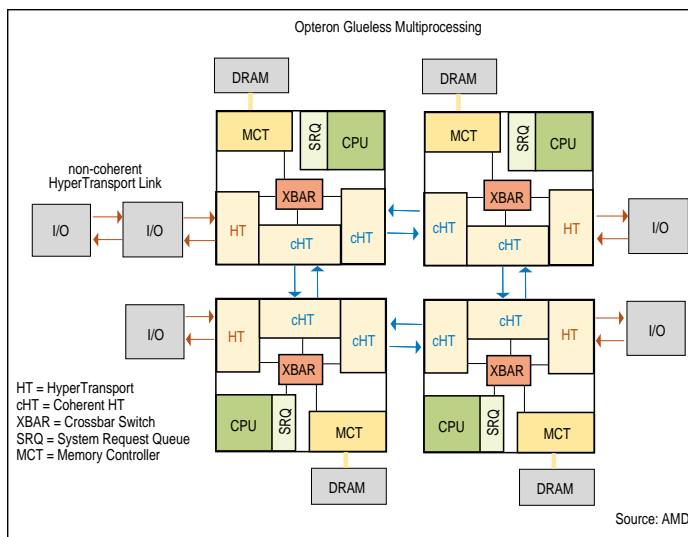 Opteron Glueless Multiprocessing
DRAM
DRAM
MCT
SRQ
CPU
MCT
SRQ
CPU
non-coherent
HyperTransport Link
XBAR
XBAR
I/O
I/O
HT
cHT
cHT
cHT
cHT
HT
I/O
I/O
HT
cHT
cHT
cHT
cHT
HT
I/O
XBAR
XBAR
HT = HyperTransport
cHT = Coherent HT
XBAR = Crossbar Switch
SRQ = System Request Queue
MCT = Memory Controller
CPU
SRQ
MCT
CPU
SRQ
MCT
DRAM
DRAM
Source: AMD